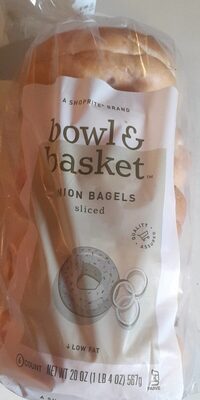 A SHOPRITE® BRAND
bowl &
basket™
ONION BAGELS
sliced
QUALITY
ASSURED
↓ LOW FAT
6 COUNT NET WT 20 OZ (1 LB 4 OZ) 567g
PARVE